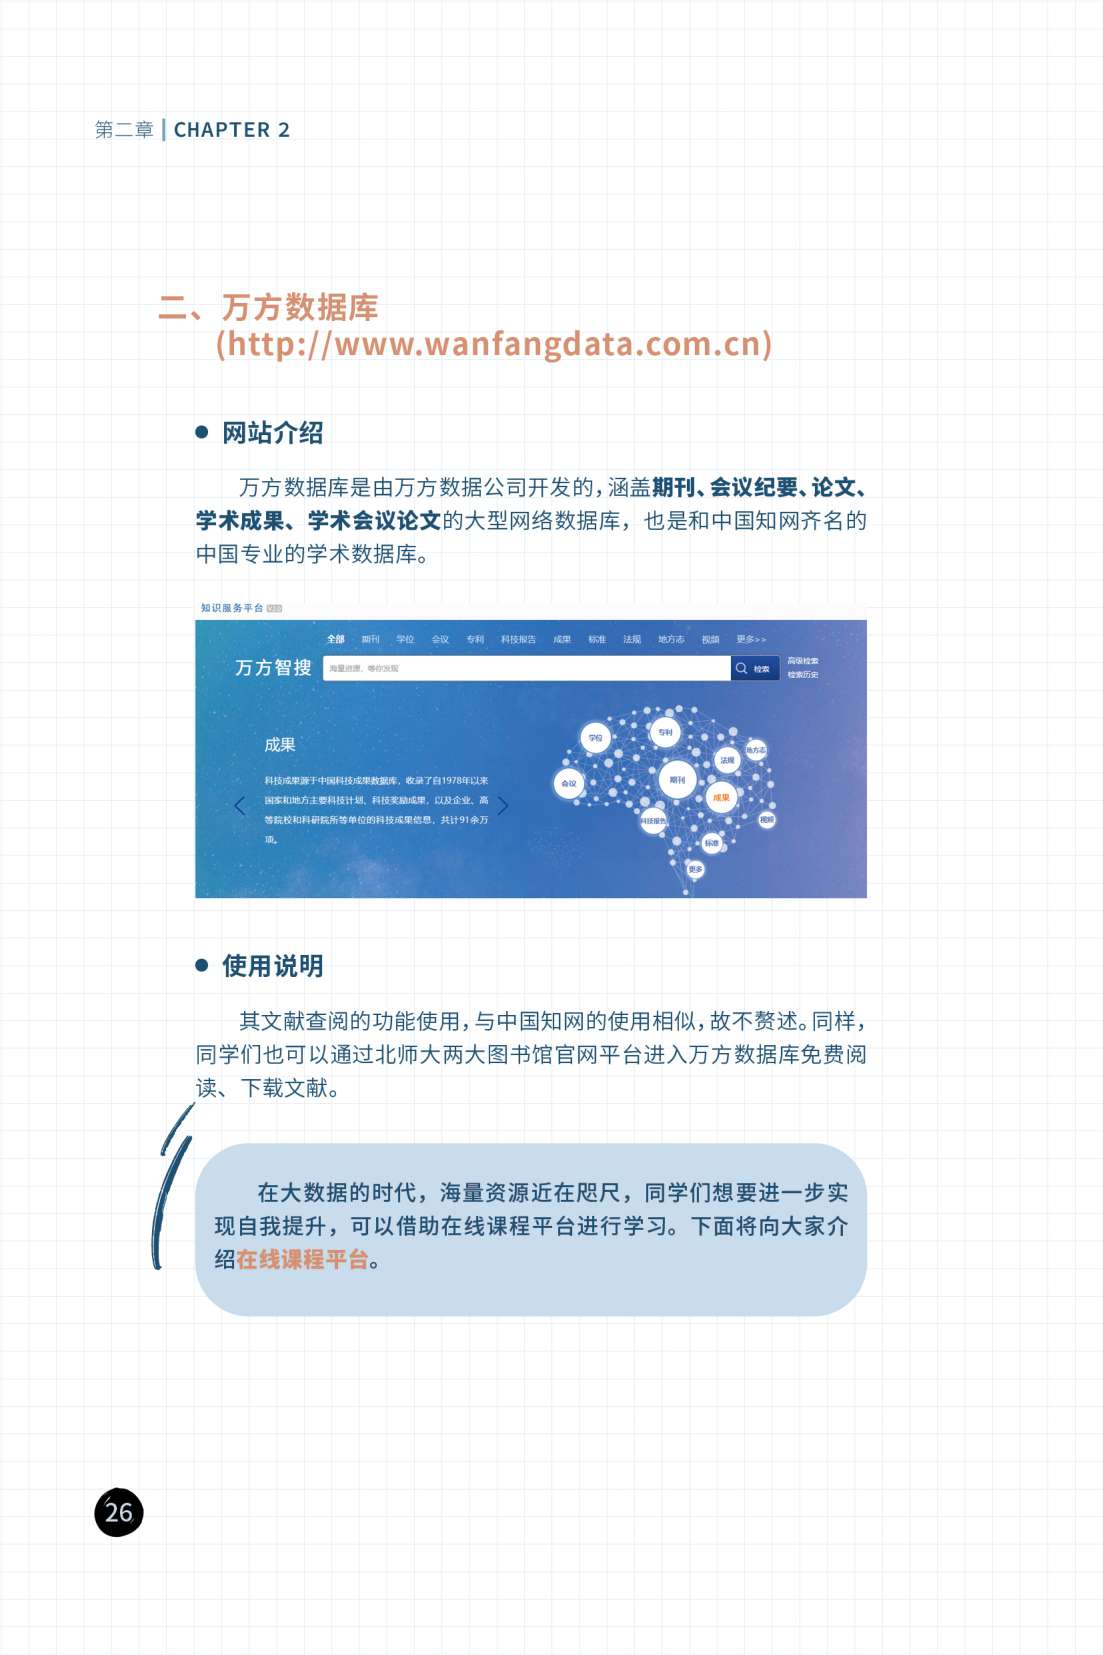 第二章 | CHAPTER 2
二、万方数据库
(http://www.wanfangdata.com.cn)
● 网站介绍
万方数据库是由万方数据公司开发的，涵盖期刊、会议纪要、论文、
学术成果、学术会议论文的大型网络数据库，也是和中国知网齐名的
中国专业的学术数据库。
知识服务平台
全部 期刊 学位 会议 专利 科技报告 成果 标准 法规 地方志 视频 更多>>
万方智搜 海量资源，等你发现 检索 高级检索
检索历史
成果
科技成果源于中国科技成果数据库，收录了自1978年以来
国家和地方主要科技计划、科技奖励成果，以及企业、高
等院校和科研院所等单位的科技成果信息，共计91余万
项。
学位 专利
地方志
法规
会议 期刊
成果
科技报告 视频
标准
更多
● 使用说明
其文献查阅的功能使用，与中国知网的使用相似，故不赘述。同样，
同学们也可以通过北师大两大图书馆官网平台进入万方数据库免费阅
读、下载文献。
在大数据的时代，海量资源近在咫尺，同学们想要进一步实
现自我提升，可以借助在线课程平台进行学习。下面将向大家介
绍在线课程平台。
26